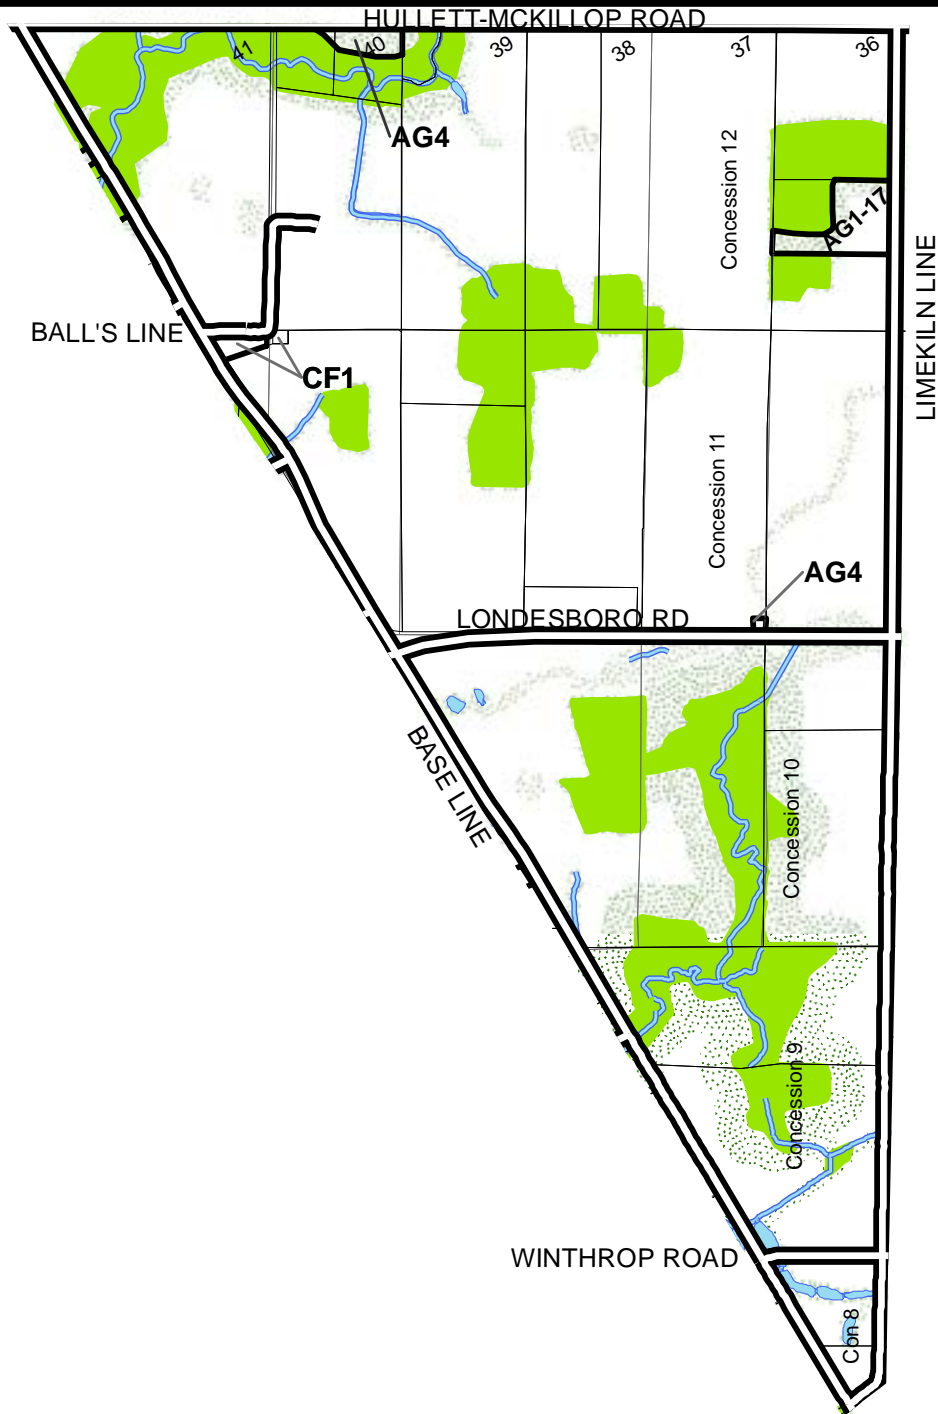 HULLETT-MCKILLOP ROAD
41
40
39
38
37
36
AG4
Concession 12
AG1-17
LIMEKILN LINE
BALL'S LINE
CF1
Concession 11
AG4
LONDESBORO RD
BASE LINE
Concession 10
Concession 9
WINTHROP ROAD
Con 8